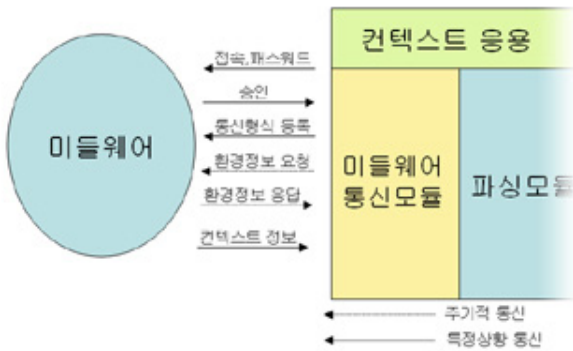 컨텍스트 응용
접속,패스워드
승인
통신형식 등록
환경정보 요청
환경정보 응답
컨텍스트 정보
미들웨어
미들웨어
통신모듈
파싱모듈
주기적 통신
특정상황 통신